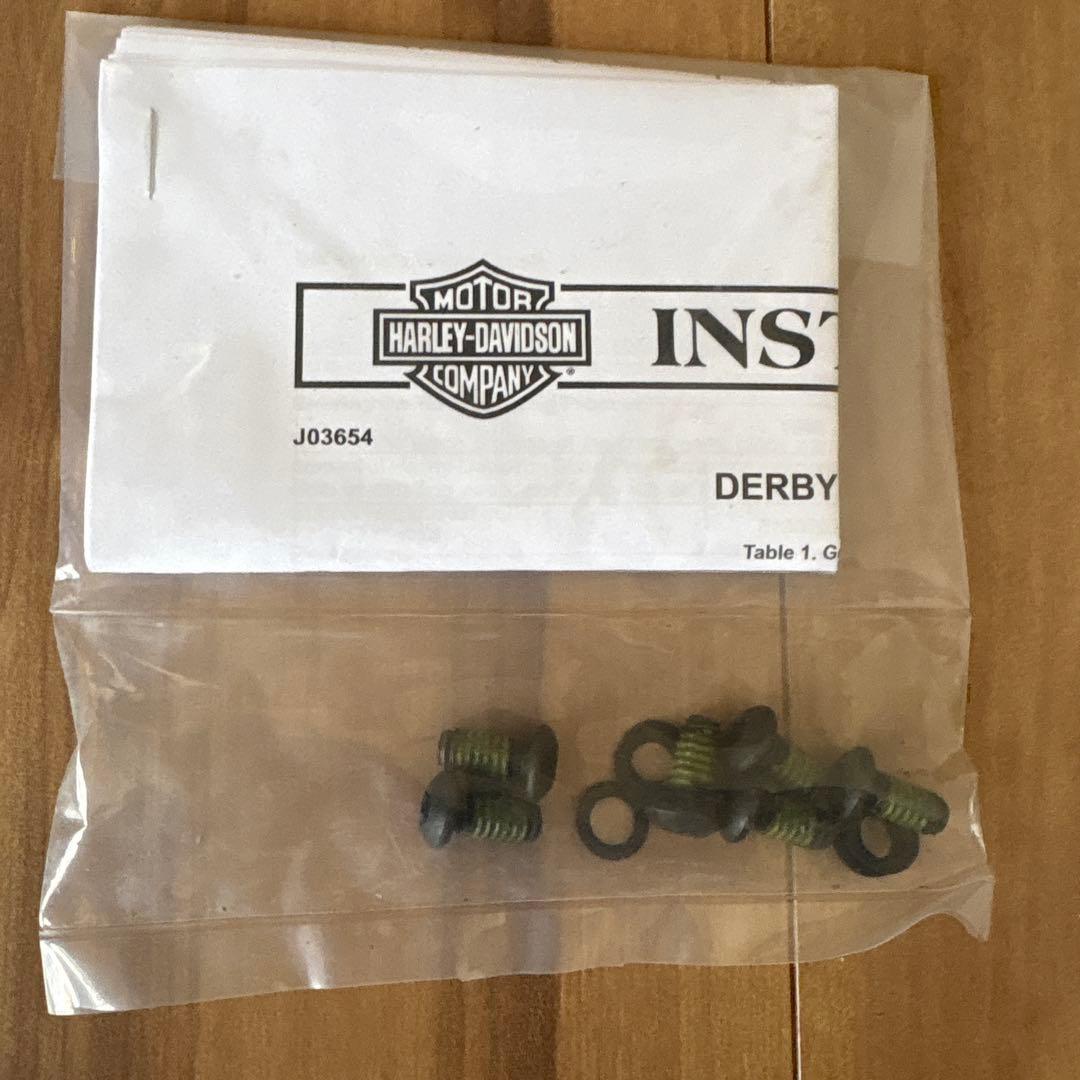 MOTOR
HARLEY-DAVIDSON
COMPANY
®
INST
J03654
DERBY
Table 1. G